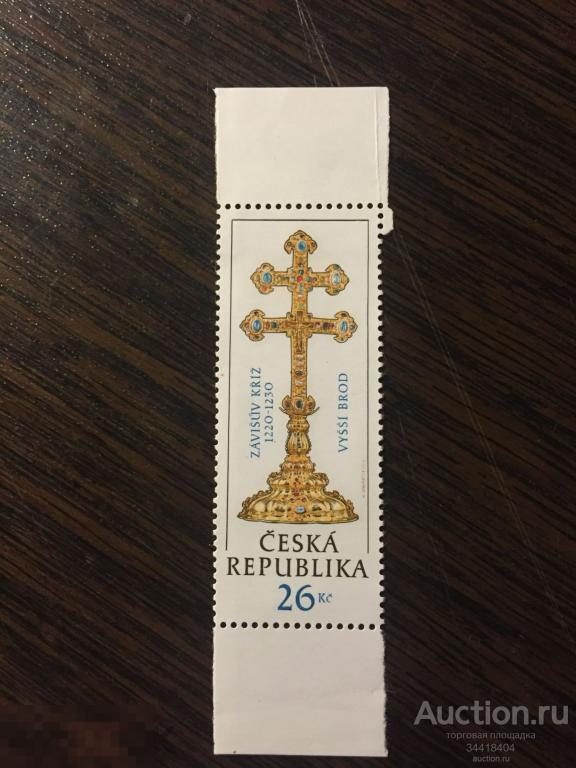 ZÁVIŠŮV KŘÍŽ
1220-1230
VYŠŠÍ BROD
ČESKÁ
REPUBLIKA
26 Kč
Auction.ru
торговая площадка
34418404
auction.ru